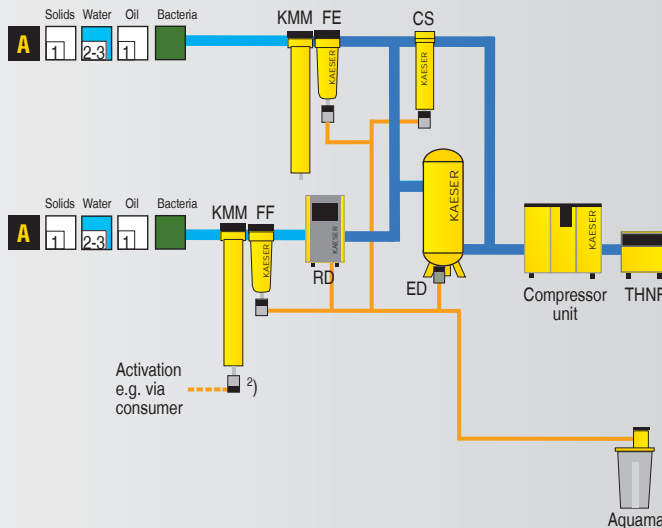 Solids Water Oil Bacteria
A 1 2-3 1
KMM FE CS
KAESER
KAESER
Solids Water Oil Bacteria
A 1 2-3 1
KMM FF
KAESER
KAESER
RD
KAESER
ED
KAESER
Compressor
unit
THNF
Activation
e.g. via
consumer
2)
Aquama